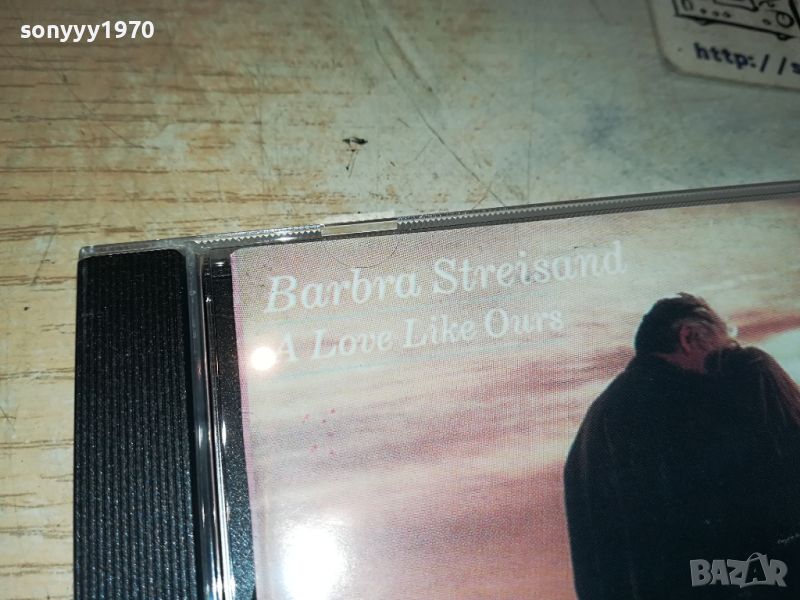 sonyyy1970
http://s
Barbra Streisand
A Love Like Ours
BAZAR